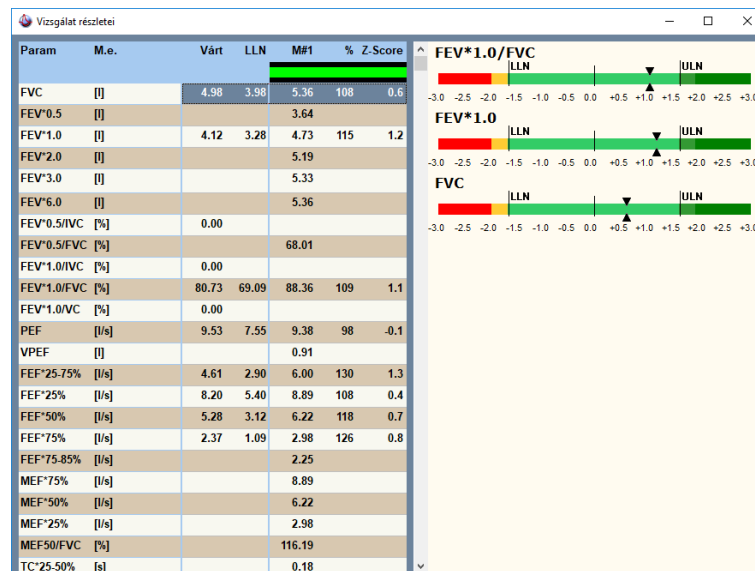 Vizsgálat részletei
Param M.e. Várt LLN M#1 % Z-Score
FVC [l] 4.98 3.98 5.36 108 0.6
FEV*0.5 [l] 3.64
FEV*1.0 [l] 4.12 3.28 4.73 115 1.2
FEV*2.0 [l] 5.19
FEV*3.0 [l] 5.33
FEV*6.0 [l] 5.36
FEV*0.5/IVC [%] 0.00
FEV*0.5/FVC [%] 68.01
FEV*1.0/IVC [%] 0.00
FEV*1.0/FVC [%] 80.73 69.09 88.36 109 1.1
FEV*1.0/VC [%] 0.00
PEF [l/s] 9.53 7.55 9.38 98 -0.1
VPEF [l] 0.91
FEF*25-75% [l/s] 4.61 2.90 6.00 130 1.3
FEF*25% [l/s] 8.20 5.40 8.89 108 0.4
FEF*50% [l/s] 5.28 3.12 6.22 118 0.7
FEF*75% [l/s] 2.37 1.09 2.98 126 0.8
FEF*75-85% [l/s] 2.25
MEF*75% [l/s] 8.89
MEF*50% [l/s] 6.22
MEF*25% [l/s] 2.98
MEF50/FVC [%] 116.19
TC*25-50% [s] 0.18
FEV*1.0/FVC
LLN ULN
-3.0 -2.5 -2.0 -1.5 -1.0 -0.5 0.0 +0.5 +1.0 +1.5 +2.0 +2.5 +3.0
FEV*1.0
LLN ULN
-3.0 -2.5 -2.0 -1.5 -1.0 -0.5 0.0 +0.5 +1.0 +1.5 +2.0 +2.5 +3.0
FVC
LLN ULN
-3.0 -2.5 -2.0 -1.5 -1.0 -0.5 0.0 +0.5 +1.0 +1.5 +2.0 +2.5 +3.0